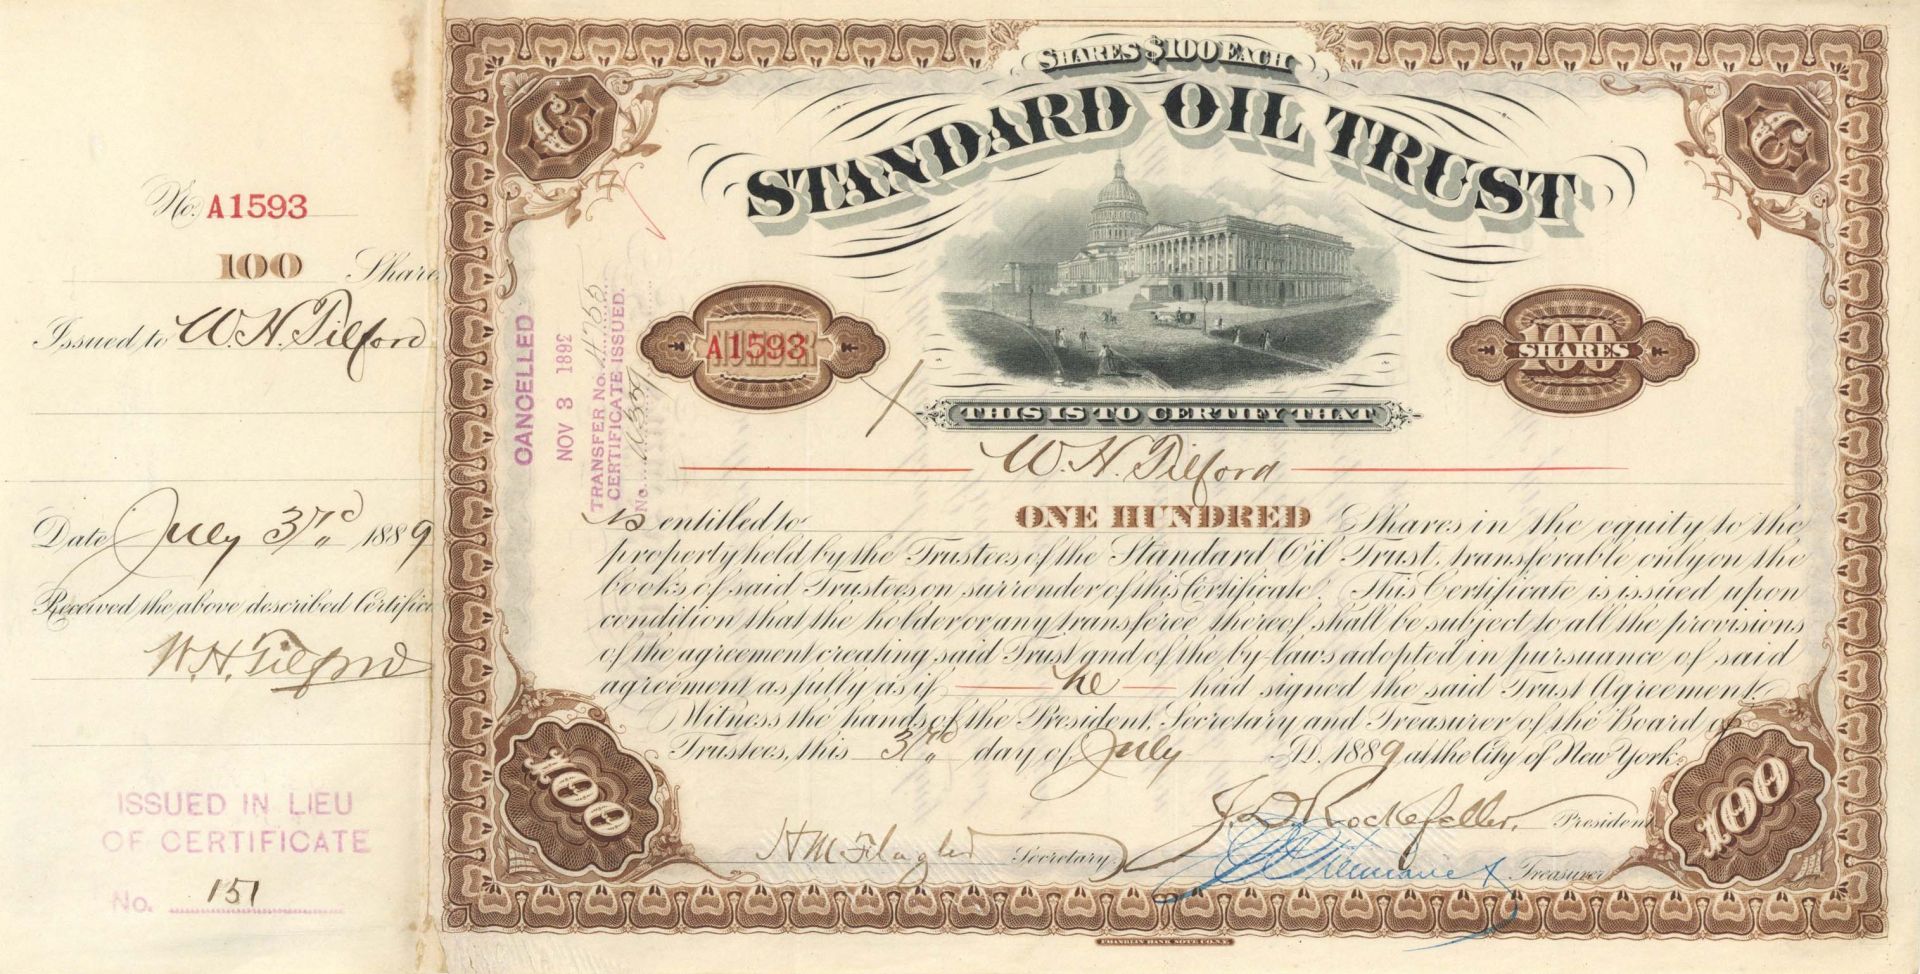 No. A1593
100 Share
Issued to W. H. Tilford
Date July 3rd 1889
Received the above described Certific
W. H. Tilford
ISSUED IN LIEU
OF CERTIFICATE
No. 151
SHARES $100 EACH
STANDARD OIL TRUST
A1593
100
SHARES
CANCELLED
NOV 3 1892
TRANSFER No. 4755
CERTIFICATE ISSUED.
No.
THIS IS TO CERTIFY THAT
W. H. Tilford
Is entitled to ONE HUNDRED Shares in the equity to the
property held by the Trustees of the Standard Oil Trust, transferable only on the
books of said Trustees on surrender of this Certificate. This Certificate is issued upon
condition that the holder or any transferee thereof shall be subject to all the provisions
of the agreement creating said Trust and of the by-laws adopted in pursuance of said
agreement as fully as if he had signed the said Trust Agreement.
Witness the hands of the President, Secretary and Treasurer of the Board of
Trustees, this 3rd day of July A.D. 1889 at the City of New York.
J D Rockefeller. President
H M Flagler Secretary
Treasurer
100
100
FRANKLIN BANK NOTE CO. N.Y.